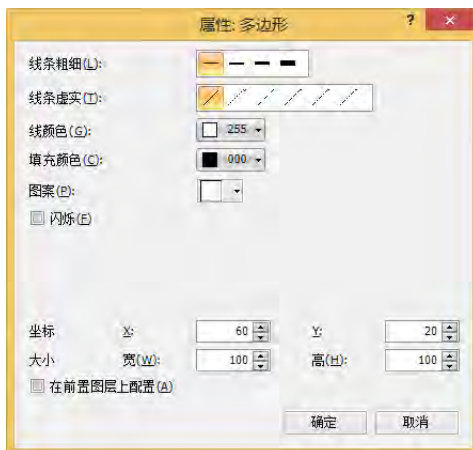 属性: 多边形 ?
线条粗细(L):
线条虚实(T):
线颜色(G): 255
填充颜色(C): 000
图案(P):
闪烁(F)
坐标 X: 60 Y: 20
大小 宽(W): 100 高(H): 100
在前置图层上配置(A)
确定 取消